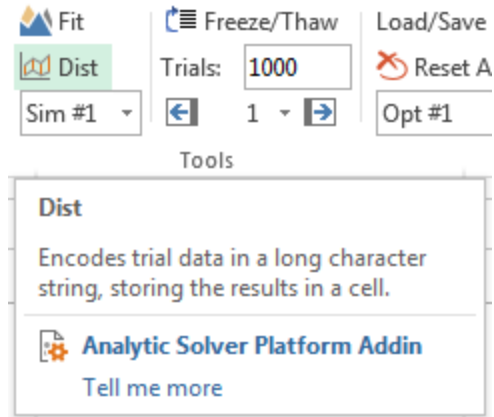 Fit
Freeze/Thaw
Load/Save
Dist
Trials: 1000
Reset A
Sim #1
1
Opt #1
Tools
Dist
Encodes trial data in a long character
string, storing the results in a cell.
Analytic Solver Platform Addin
Tell me more